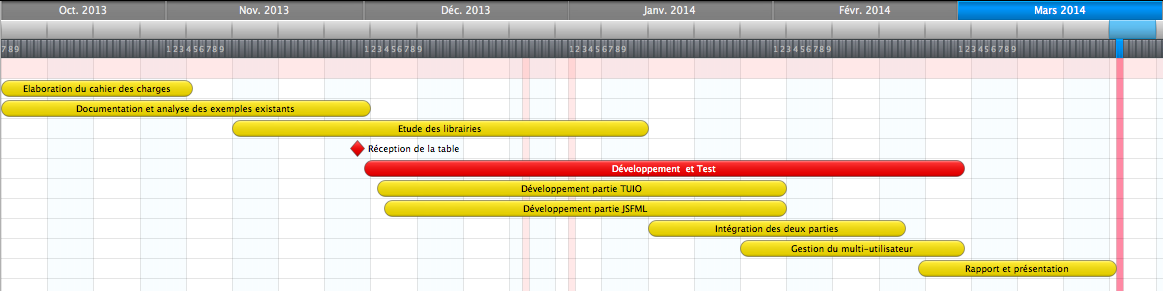 Oct. 2013 Nov. 2013 Déc. 2013 Janv. 2014 Févr. 2014 Mars 2014
789 123456789 123456789 123456789 123456789 123456789
Elaboration du cahier des charges
Documentation et analyse des exemples existants
Etude des librairies
Réception de la table
Développement et Test
Développement partie TUIO
Développement partie JSFML
Intégration des deux parties
Gestion du multi-utilisateur
Rapport et présentation